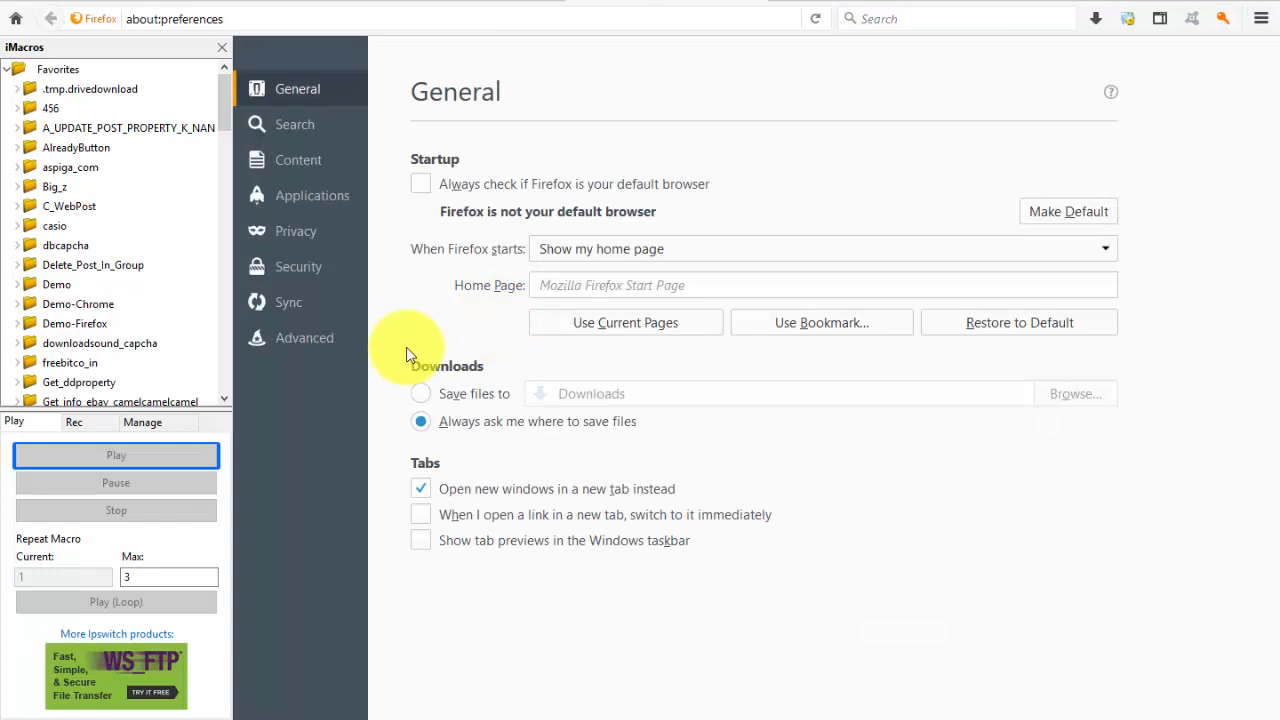 Firefox
about:preferences
Search
iMacros
Favorites
.tmp.drivedownload
456
A_UPDATE_POST_PROPERTY_K_NAN
AlreadyButton
aspiga_com
Big_z
C_WebPost
casio
dbcapcha
Delete_Post_In_Group
Demo
Demo-Chrome
Demo-Firefox
downloadsound_capcha
freebitco_in
Get_ddproperty
Get_info_ebay_camelcamelcamel
Play
Rec
Manage
Play
Pause
Stop
Repeat Macro
Current:
Max:
1
3
Play (Loop)
More Ipswitch products:
Fast,
Simple,
& Secure
File Transfer
WS_FTP
TRY IT FREE
General
Search
Content
Applications
Privacy
Security
Sync
Advanced
General
Startup
Always check if Firefox is your default browser
Firefox is not your default browser
Make Default
When Firefox starts:
Show my home page
Home Page:
Mozilla Firefox Start Page
Use Current Pages
Use Bookmark...
Restore to Default
Downloads
Save files to
Downloads
Browse...
Always ask me where to save files
Tabs
Open new windows in a new tab instead
When I open a link in a new tab, switch to it immediately
Show tab previews in the Windows taskbar